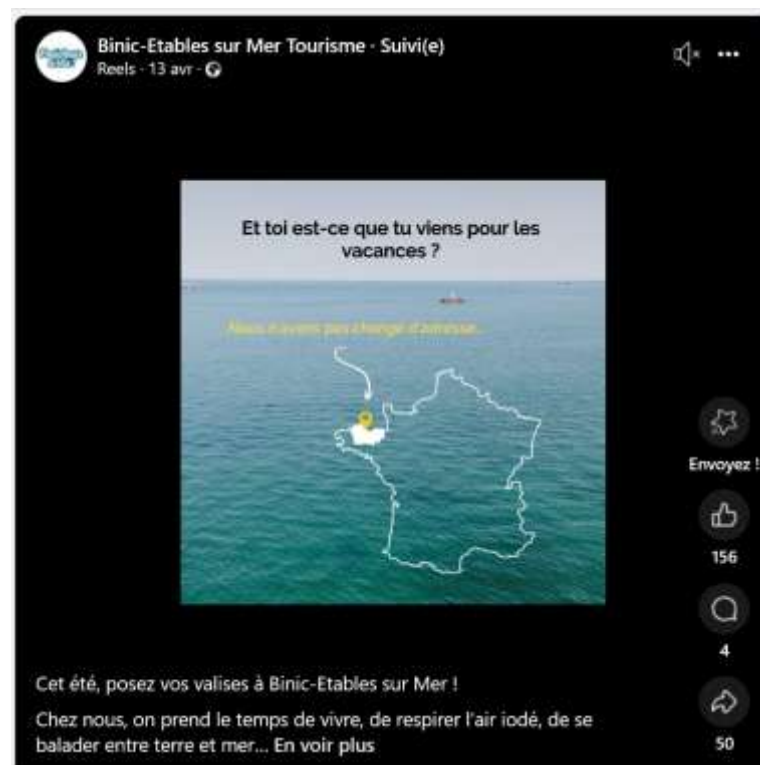 Binic-Etables sur Mer Tourisme · Suivi(e)
Reels · 13 avr ·
Et toi est-ce que tu viens pour les
vacances ?
Nous n'avons pas changé d'adresse...
Envoyez !
156
4
50
Cet été, posez vos valises à Binic-Etables sur Mer !
Chez nous, on prend le temps de vivre, de respirer l'air iodé, de se
balader entre terre et mer... En voir plus